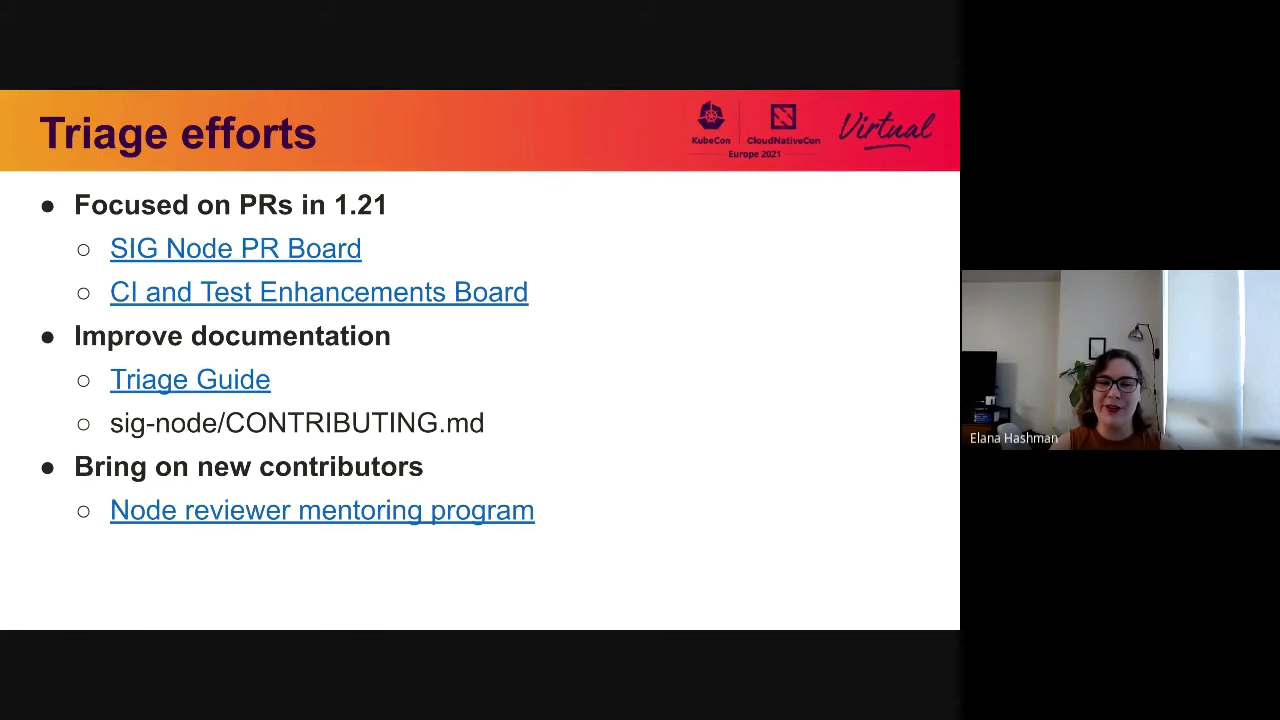 Triage efforts
KubeCon
CloudNativeCon
Europe 2021
Virtual
● Focused on PRs in 1.21
○ SIG Node PR Board
○ CI and Test Enhancements Board
● Improve documentation
○ Triage Guide
○ sig-node/CONTRIBUTING.md
● Bring on new contributors
○ Node reviewer mentoring program
Elana Hashman